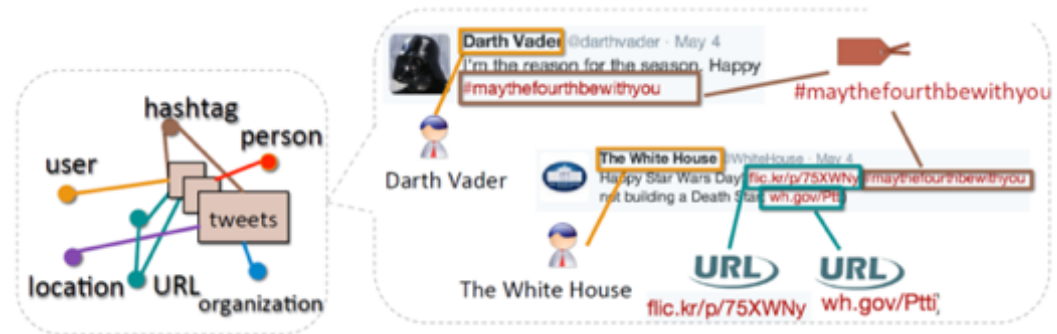 hashtag
person
user
tweets
location
URL
organization
Darth Vader @darthvader · May 4
I'm the reason for the season. Happy
#maythefourthbewithyou
#maythefourthbewithyou
Darth Vader
The White House @WhiteHouse · May 4
Happy Star Wars Day flic.kr/p/75XWNy #maythefourthbewithyou
not building a Death Star wh.gov/Ptti
The White House
URL
flic.kr/p/75XWNy
URL
wh.gov/Ptti